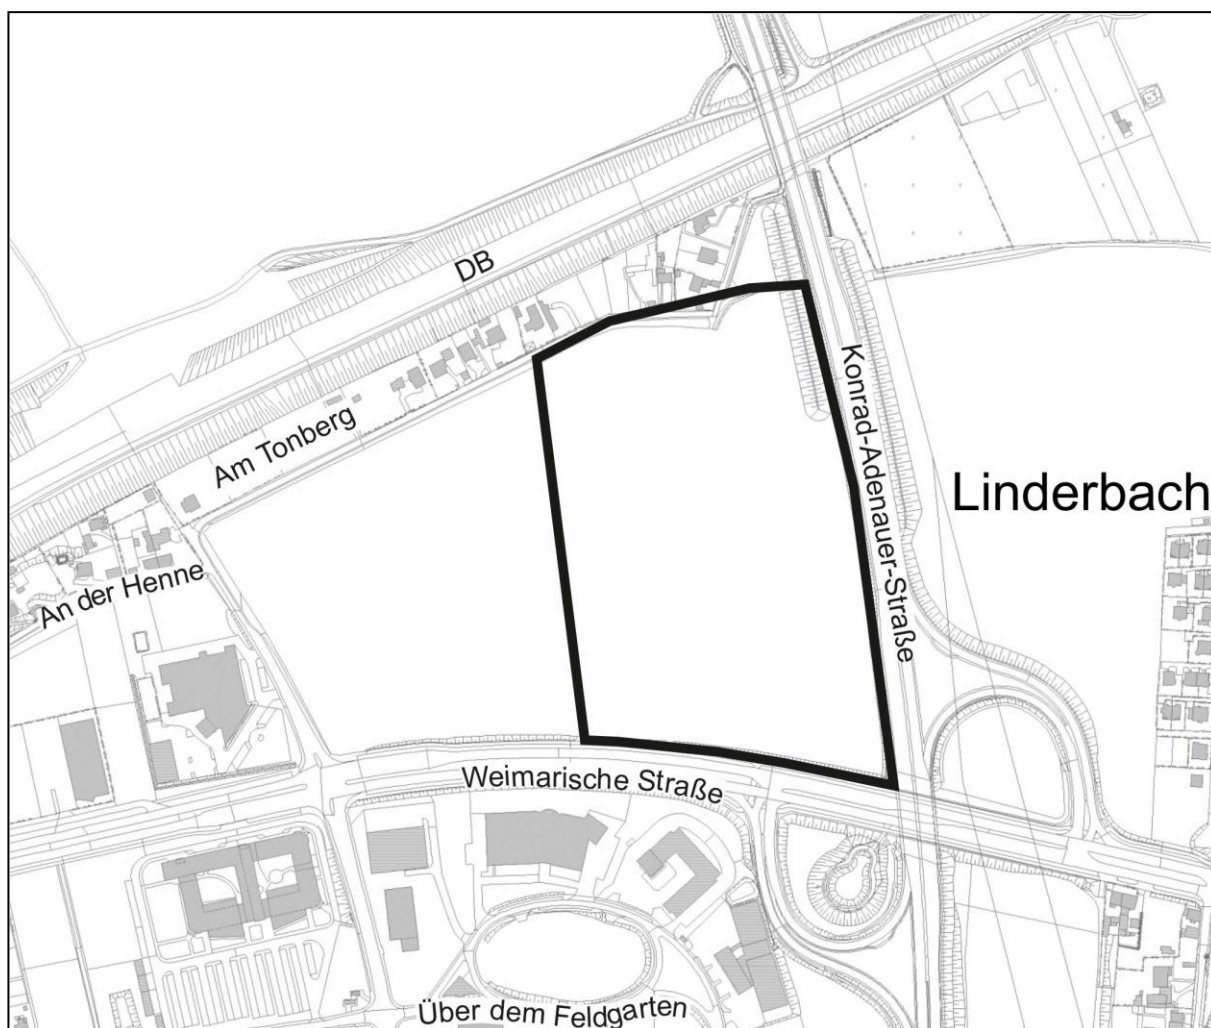 DB
Am Tonberg
Konrad-Adenauer-Straße
Linderbach
An der Henne
Weimarische Straße
Über dem Feldgarten